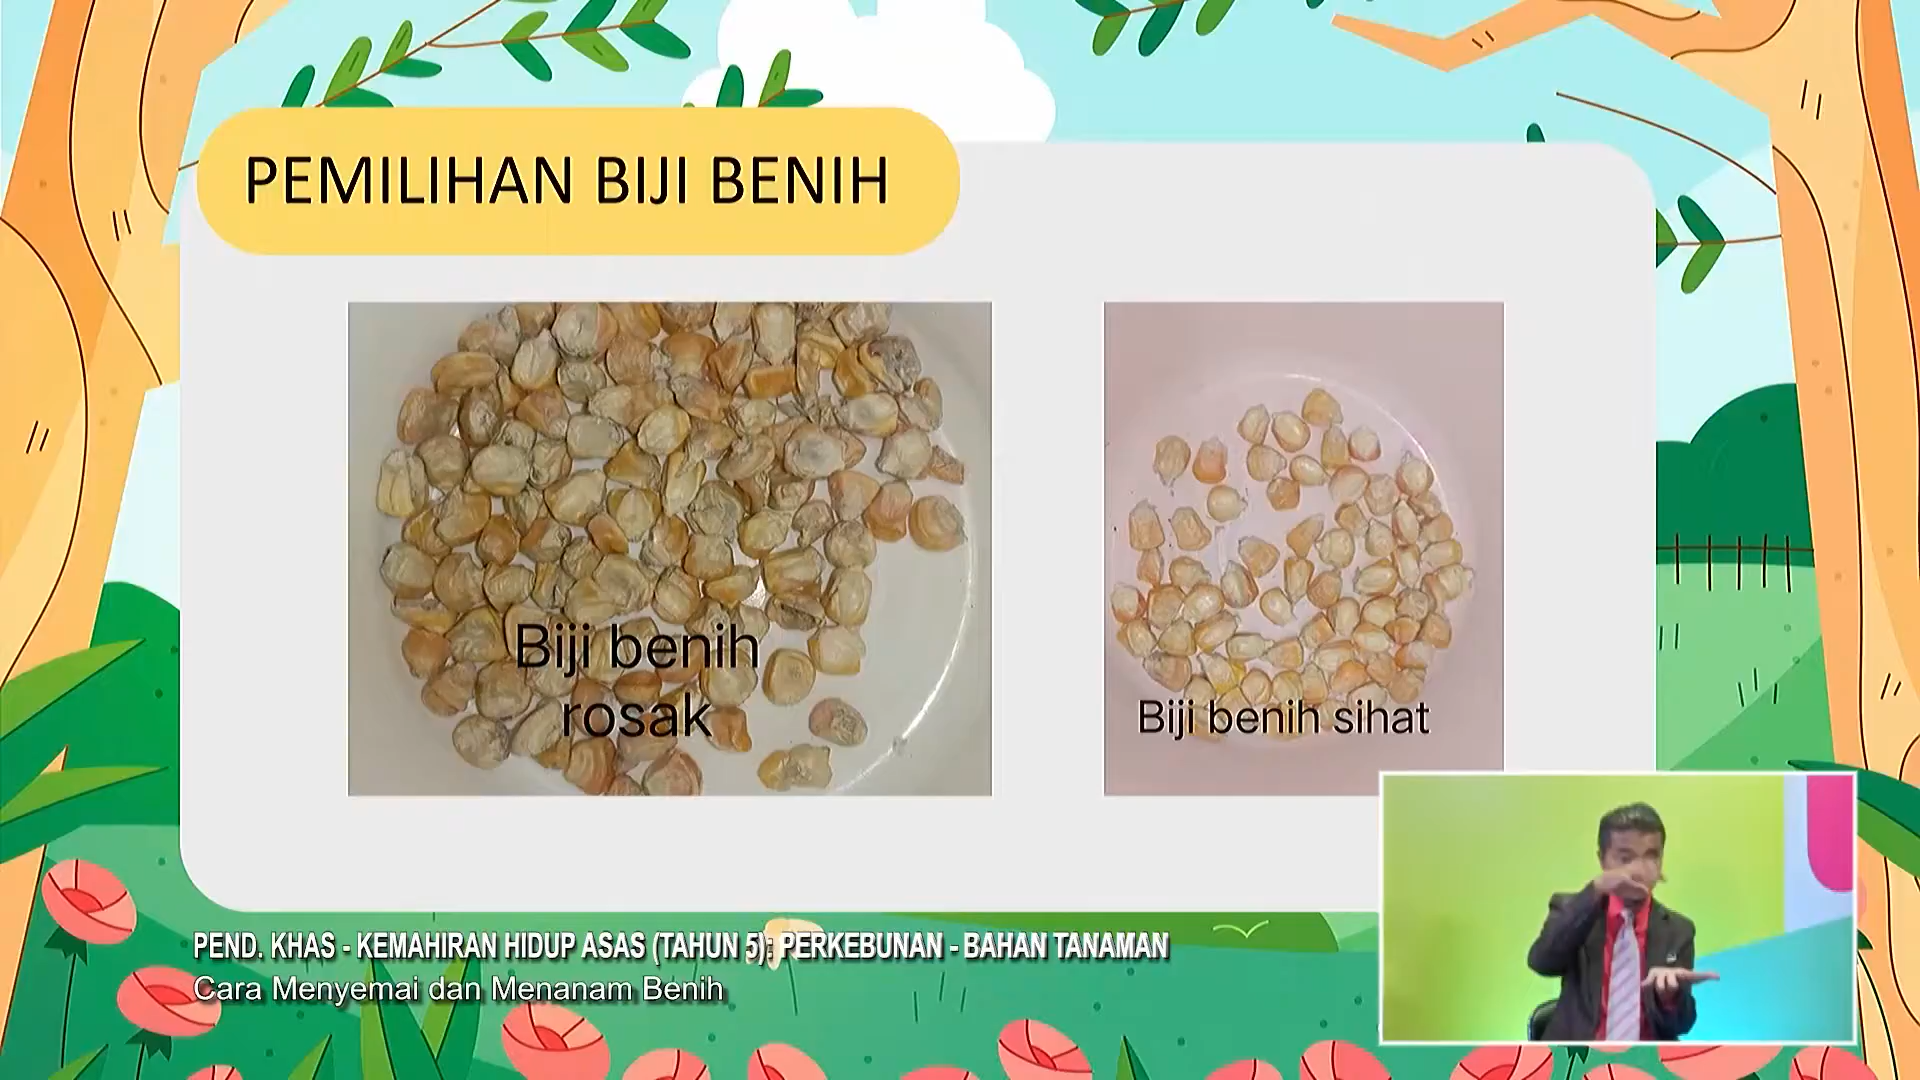 PEMILIHAN BIJI BENIH
Biji benih
rosak
Biji benih sihat
PEND. KHAS - KEMAHIRAN HIDUP ASAS (TAHUN 5): PERKEBUNAN - BAHAN TANAMAN
Cara Menyemai dan Menanam Benih